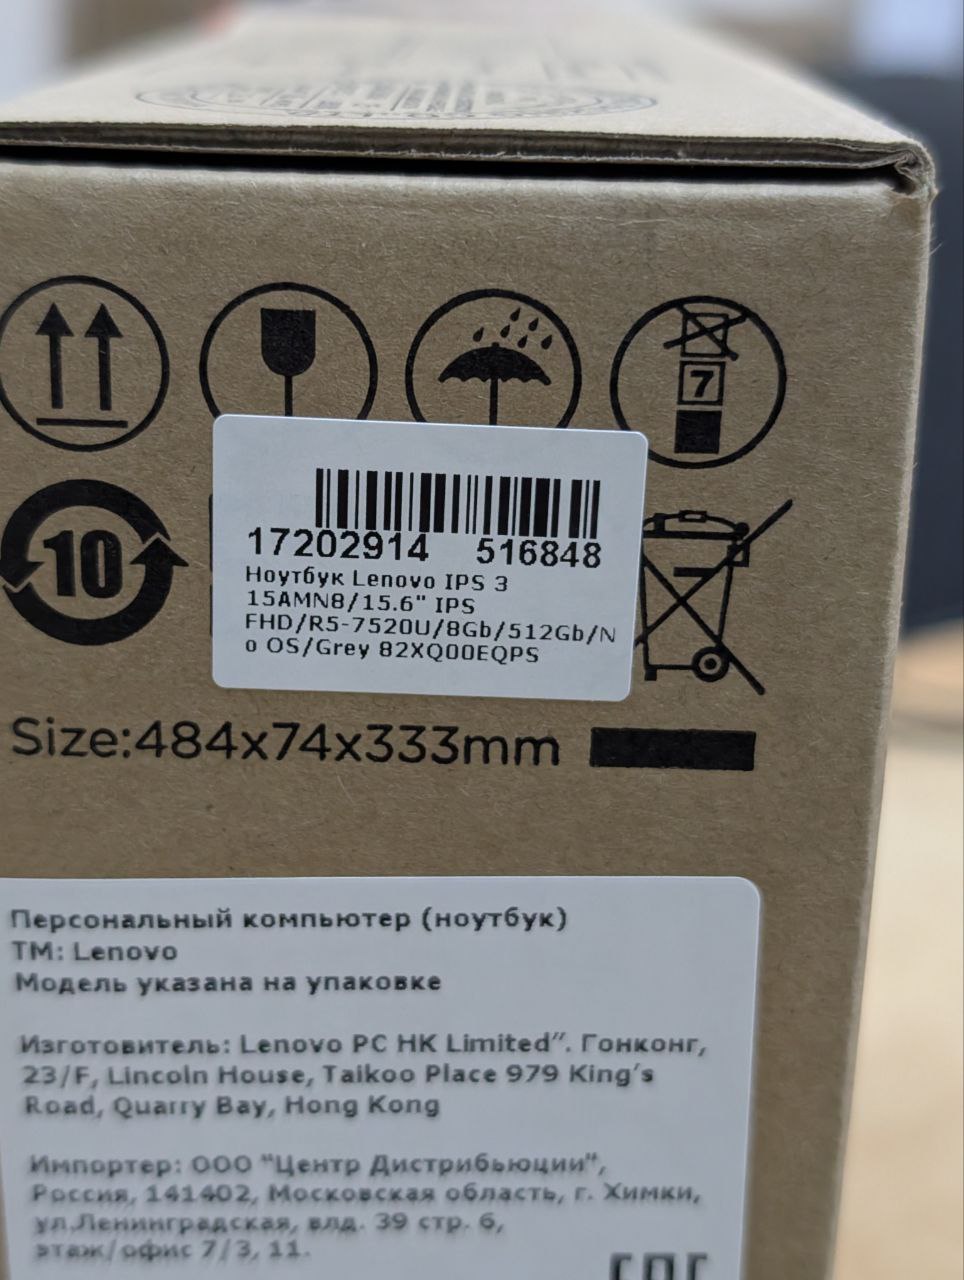 7
10
17202914 516848
Ноутбук Lenovo IPS 3
15AMN8/15.6" IPS
FHD/R5-7520U/8Gb/512Gb/N
o OS/Grey 82XQ00EQPS
Size:484x74x333mm
Персональный компьютер (ноутбук)
TM: Lenovo
Модель указана на упаковке
Изготовитель: Lenovo PC HK Limited”. Гонконг,
23/F, Lincoln House, Taikoo Place 979 King’s
Road, Quarry Bay, Hong Kong
Импортер: ООО "Центр Дистрибьюции",
Россия, 141402, Московская область, г. Химки,
ул.Ленинградская, влд. 39 стр. 6,
этаж/офис 7/3, 11.